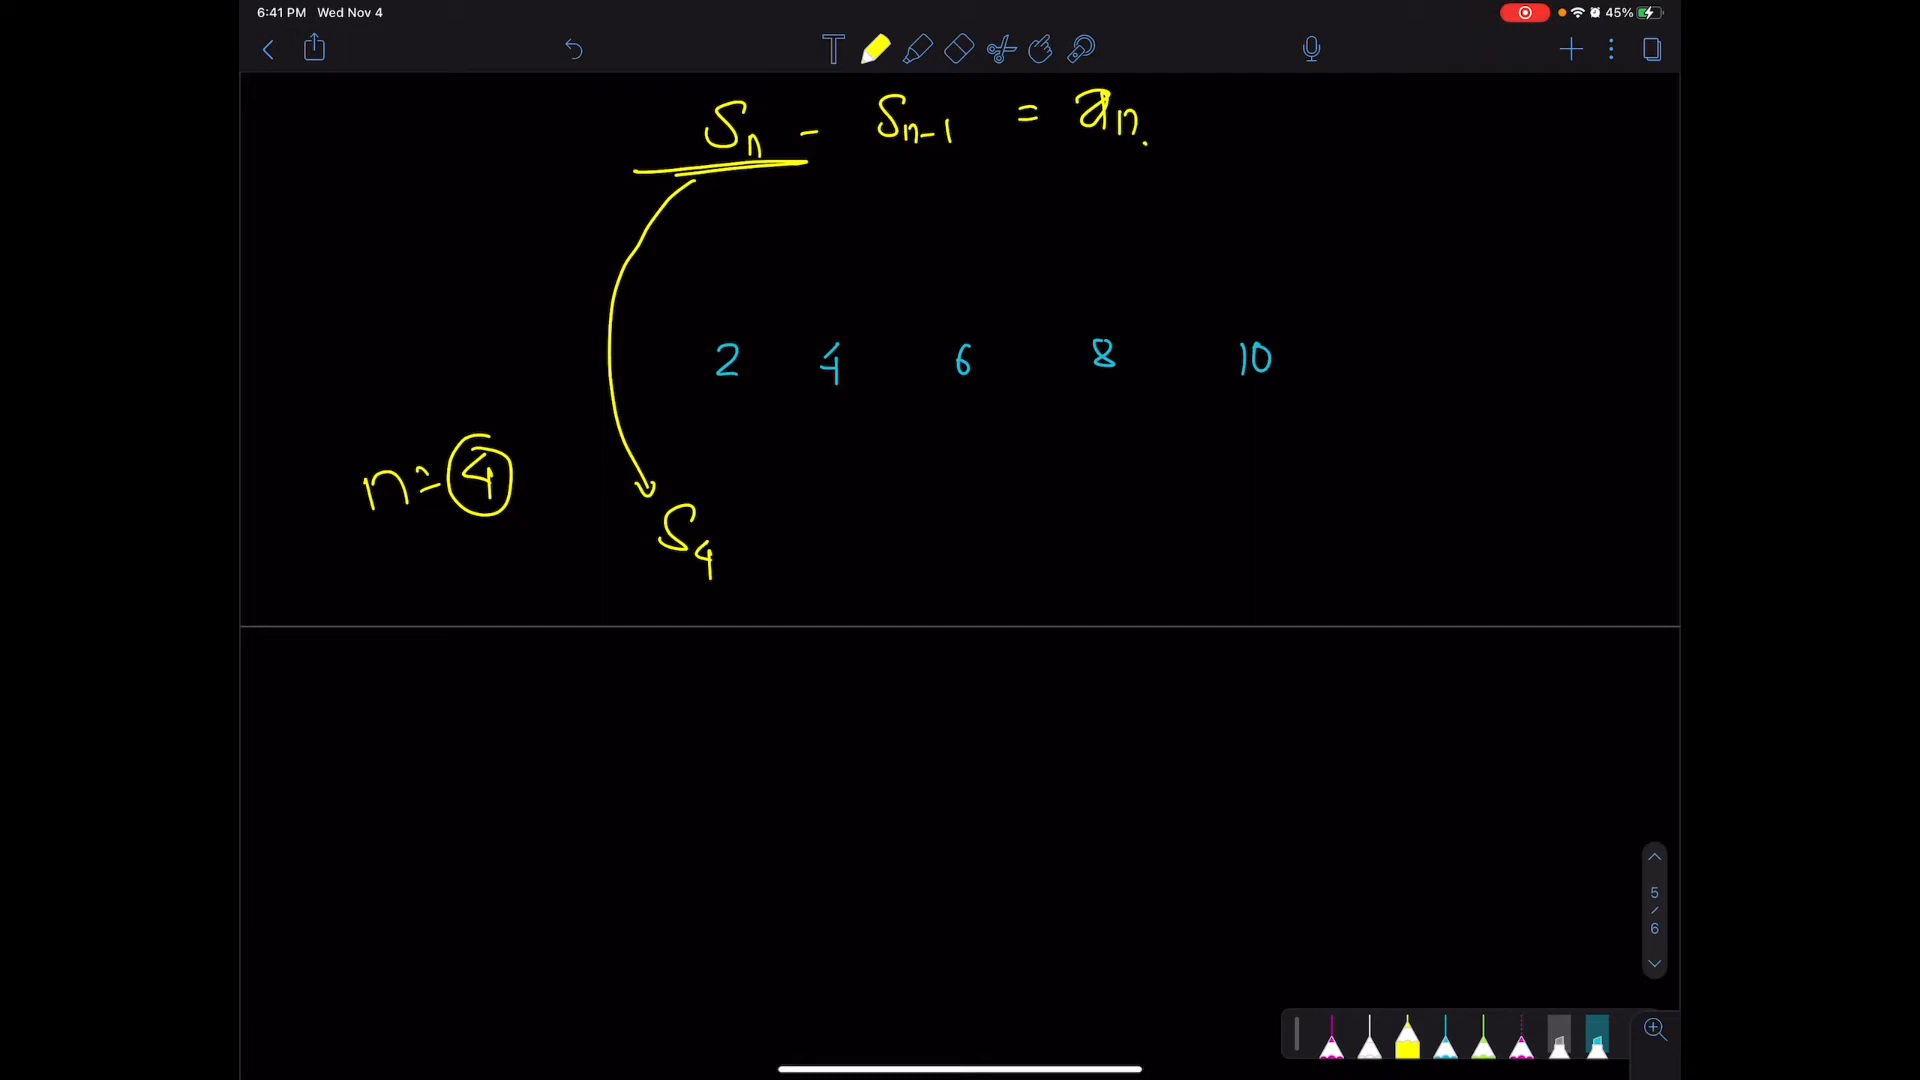 6:41 PM Wed Nov 4 45%
T
Sₙ - Sₙ₋₁ = aₙ.
2 4 6 8 10
n = 4
S₄
5
/
6